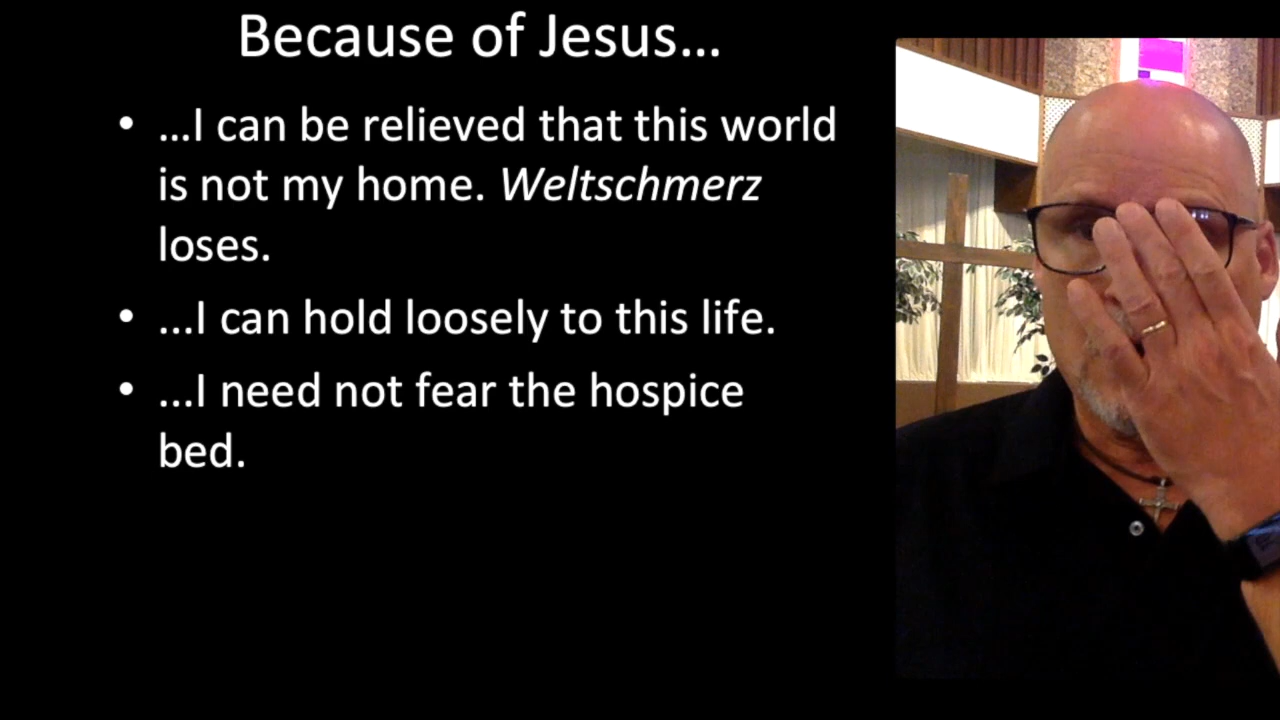 Because of Jesus…
• …I can be relieved that this world
is not my home. Weltschmerz
loses.
• …I can hold loosely to this life.
• …I need not fear the hospice
bed.